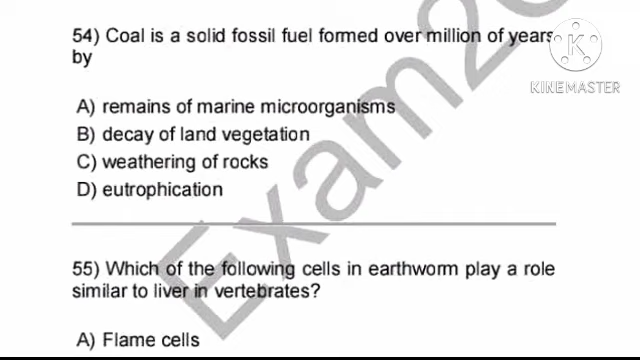 54) Coal is a solid fossil fuel formed over million of years
by
A) remains of marine microorganisms
B) decay of land vegetation
C) weathering of rocks
D) eutrophication
55) Which of the following cells in earthworm play a role
similar to liver in vertebrates?
A) Flame cells
K
KINEMASTER
Exam20